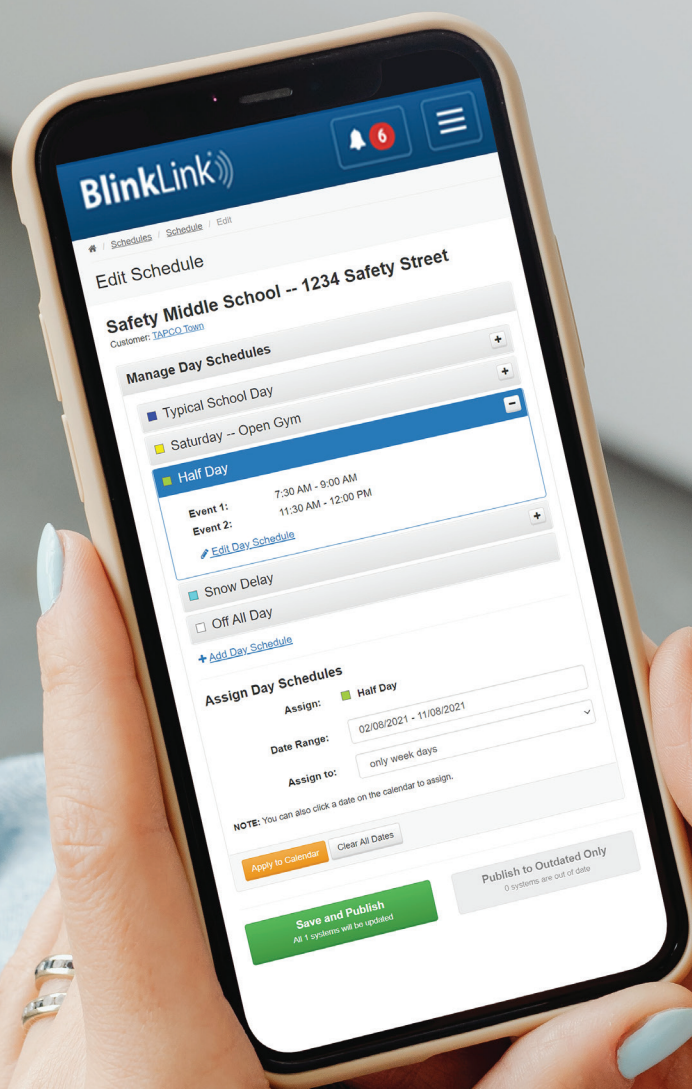 BlinkLink
6
/ Schedules / Schedule / Edit
Edit Schedule
Safety Middle School -- 1234 Safety Street
Customer: TAPCO Town
Manage Day Schedules
Typical School Day
+
Saturday -- Open Gym
+
Half Day
−
Event 1: 7:30 AM - 9:00 AM
Event 2: 11:30 AM - 12:00 PM
Edit Day Schedule
Snow Delay
+
Off All Day
+ Add Day Schedule
Assign Day Schedules
Assign: Half Day
Date Range: 02/08/2021 - 11/08/2021
Assign to: only week days
NOTE: You can also click a date on the calendar to assign.
Apply to Calendar Clear All Dates
Save and Publish
All 1 systems will be updated
Publish to Outdated Only
0 systems are out of date